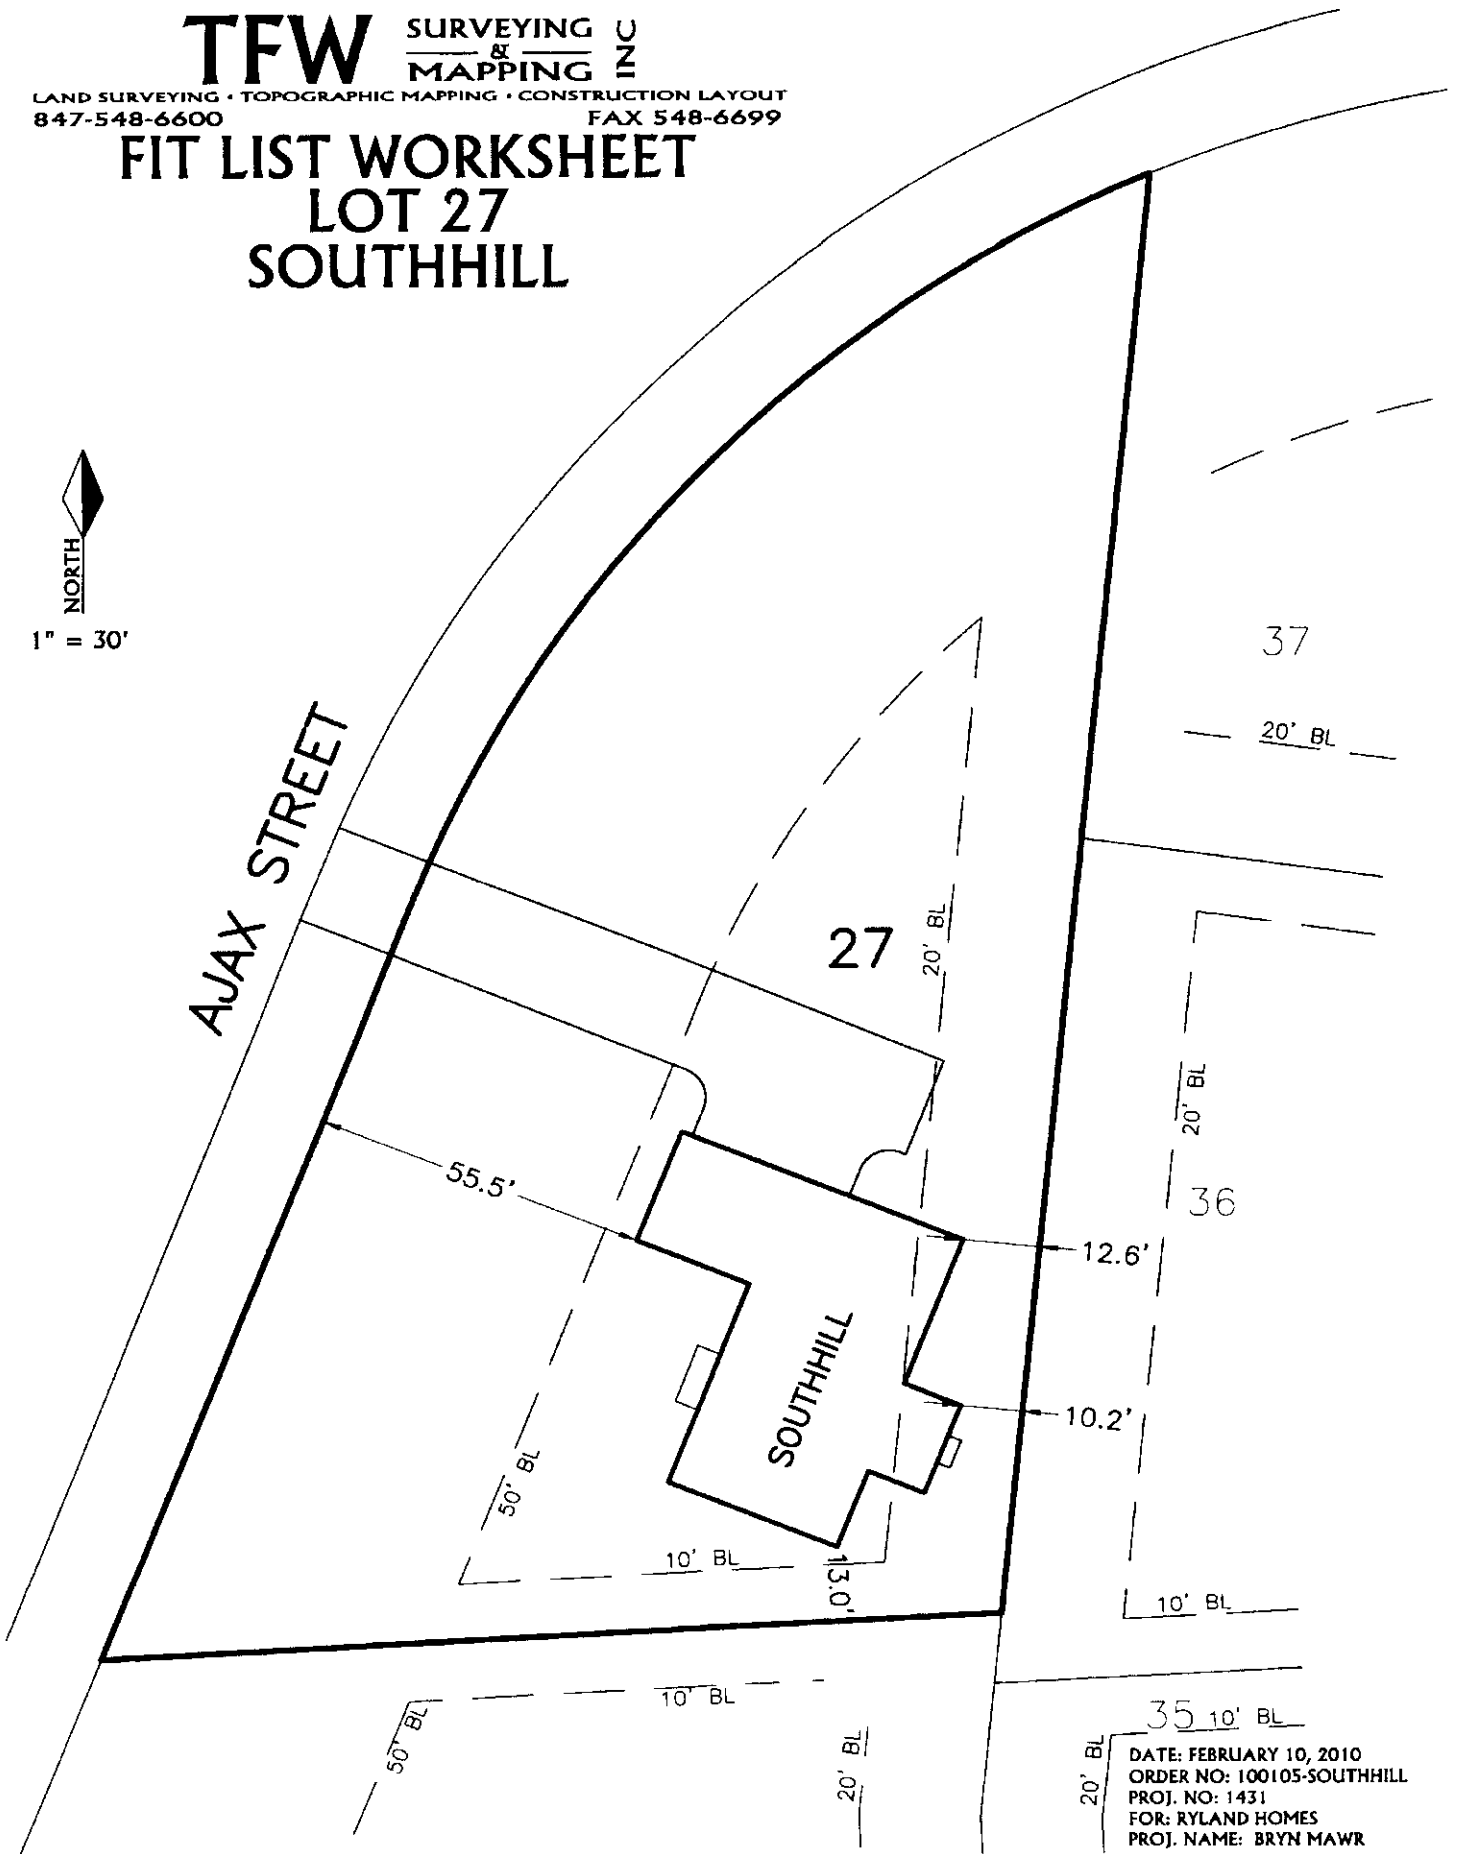 TFW SURVEYING & MAPPING INC
LAND SURVEYING • TOPOGRAPHIC MAPPING • CONSTRUCTION LAYOUT
847-548-6600 FAX 548-6699
FIT LIST WORKSHEET
LOT 27
SOUTHHILL
NORTH
1" = 30'
AJAX STREET
37
20' BL
27
20' BL
20' BL
36
55.5'
12.6'
SOUTHHILL
10.2'
50' BL
10' BL
13.0'
10' BL
10' BL
50' BL
20' BL
35
10' BL
20' BL
DATE: FEBRUARY 10, 2010
ORDER NO: 100105-SOUTHHILL
PROJ. NO: 1431
FOR: RYLAND HOMES
PROJ. NAME: BRYN MAWR